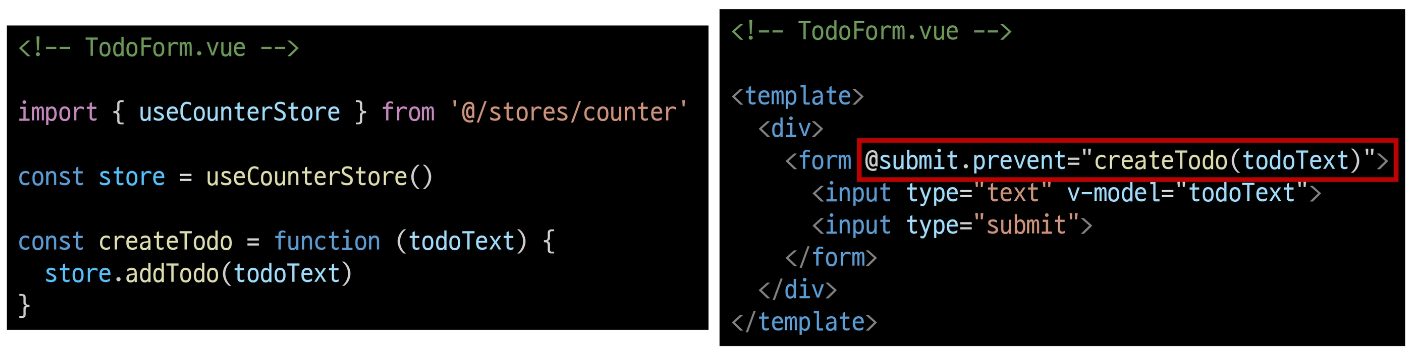 <!-- TodoForm.vue -->
import { useCounterStore } from '@/stores/counter'
const store = useCounterStore()
const createTodo = function (todoText) {
  store.addTodo(todoText)
}
<!-- TodoForm.vue -->
<template>
  <div>
    <form @submit.prevent="createTodo(todoText)">
      <input type="text" v-model="todoText">
      <input type="submit">
    </form>
  </div>
</template>